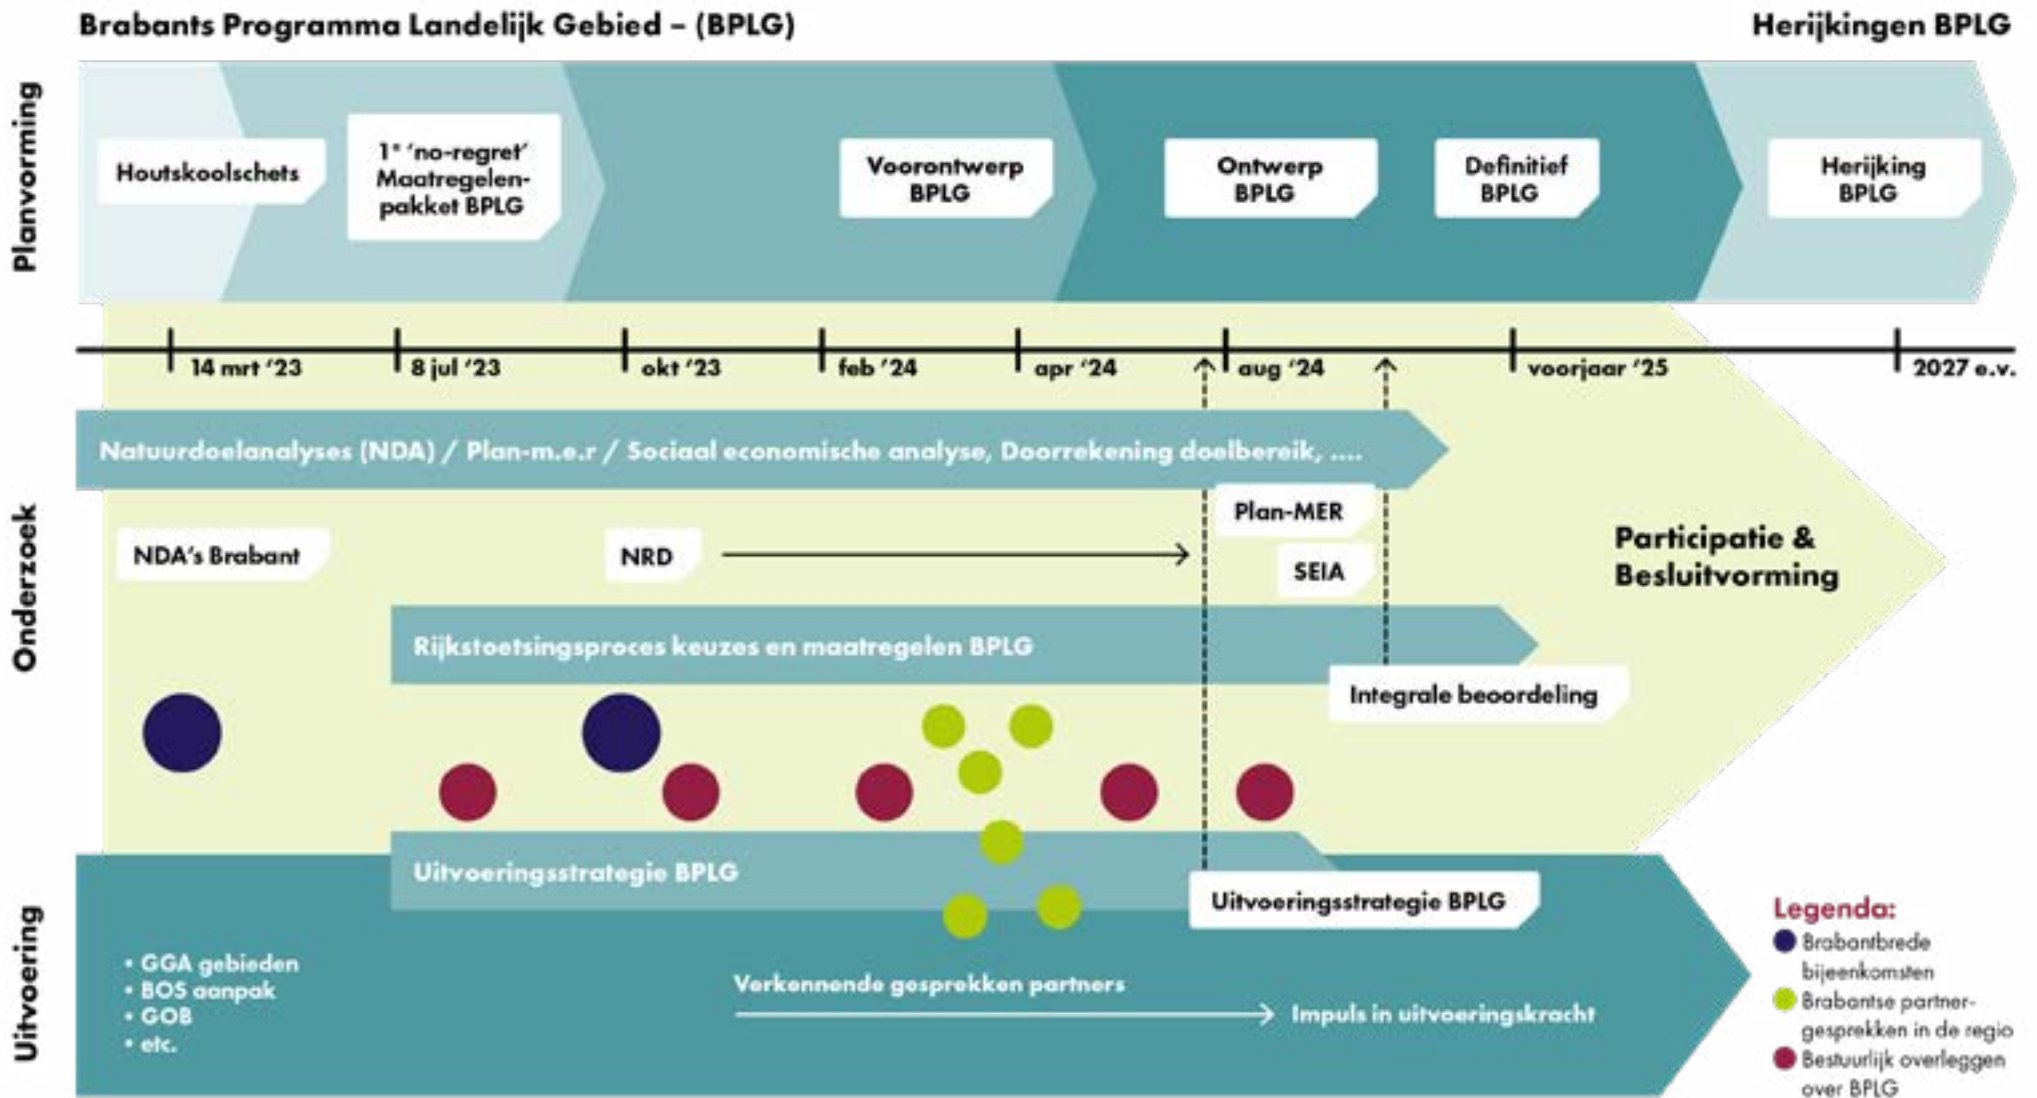 Brabants Programma Landelijk Gebied – (BPLG)
Herijkingen BPLG
Planvorming
Houtskoolschets
1ᵉ ‘no-regret’
Maatregelen-
pakket BPLG
Voorontwerp
BPLG
Ontwerp
BPLG
Definitief
BPLG
Herijking
BPLG
14 mrt ‘23
8 jul ‘23
okt ‘23
feb ‘24
apr ‘24
aug ‘24
voorjaar ‘25
2027 e.v.
Onderzoek
Natuurdoelanalyses (NDA) / Plan-m.e.r / Sociaal economische analyse, Doorrekening doelbereik, ....
Plan-MER
NDA’s Brabant
NRD
SEIA
Participatie &
Besluitvorming
Rijkstoetsingsproces keuzes en maatregelen BPLG
Integrale beoordeling
Uitvoering
Uitvoeringsstrategie BPLG
Uitvoeringsstrategie BPLG
• GGA gebieden
• BOS aanpak
• GOB
• etc.
Verkennende gesprekken partners
Impuls in uitvoeringskracht
Legenda:
Brabantbrede
bijeenkomsten
Brabantse partner-
gesprekken in de regio
Bestuurlijk overleggen
over BPLG